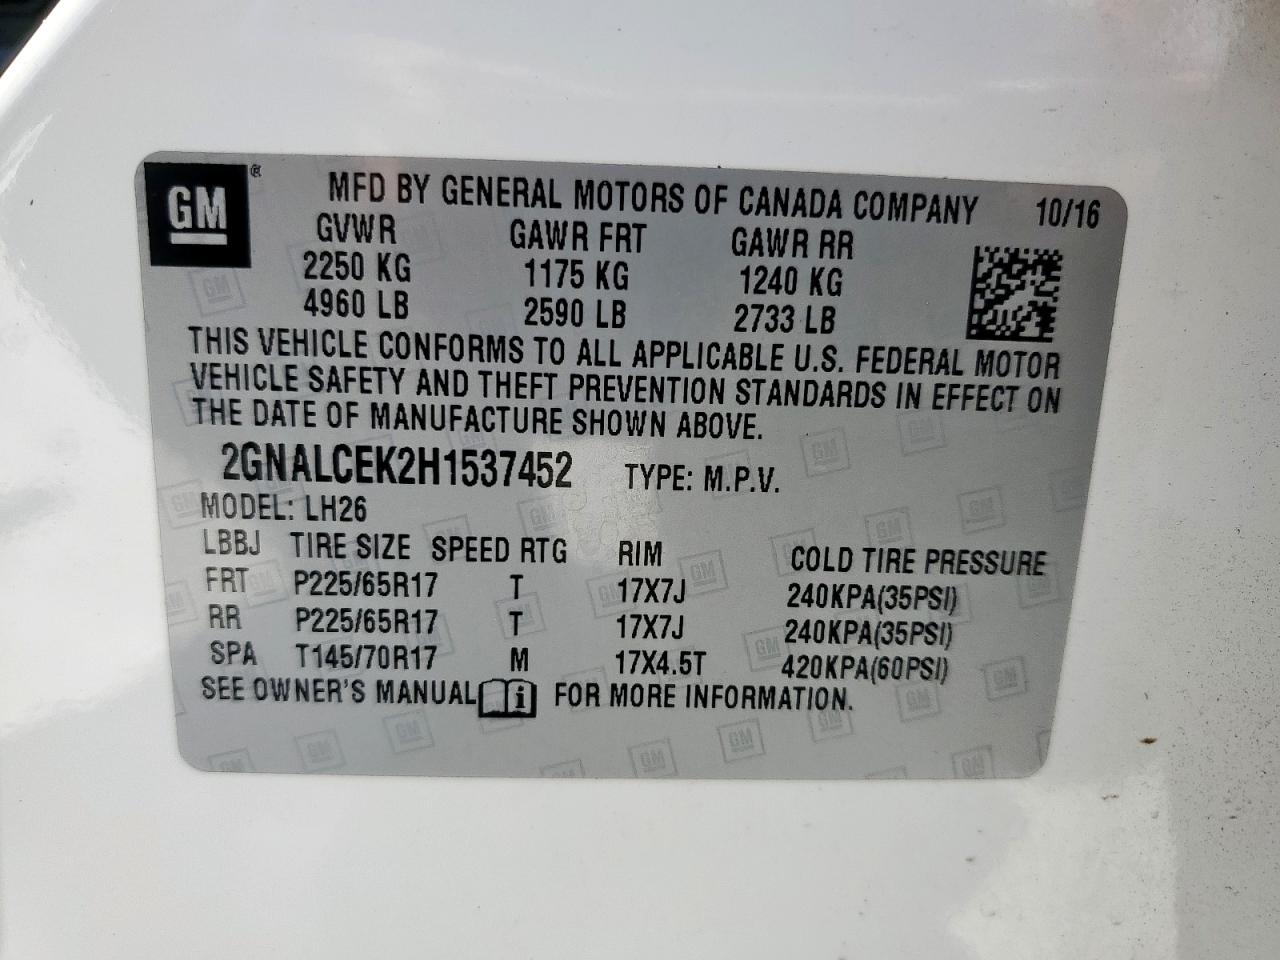 GM ®
MFD BY GENERAL MOTORS OF CANADA COMPANY 10/16
GVWR GAWR FRT GAWR RR
2250 KG 1175 KG 1240 KG
4960 LB 2590 LB 2733 LB
THIS VEHICLE CONFORMS TO ALL APPLICABLE U.S. FEDERAL MOTOR
VEHICLE SAFETY AND THEFT PREVENTION STANDARDS IN EFFECT ON
THE DATE OF MANUFACTURE SHOWN ABOVE.
2GNALCEK2H1537452 TYPE: M.P.V.
MODEL: LH26
LBBJ TIRE SIZE SPEED RTG RIM COLD TIRE PRESSURE
FRT P225/65R17 T 17X7J 240KPA(35PSI)
RR P225/65R17 T 17X7J 240KPA(35PSI)
SPA T145/70R17 M 17X4.5T 420KPA(60PSI)
SEE OWNER'S MANUAL i FOR MORE INFORMATION.